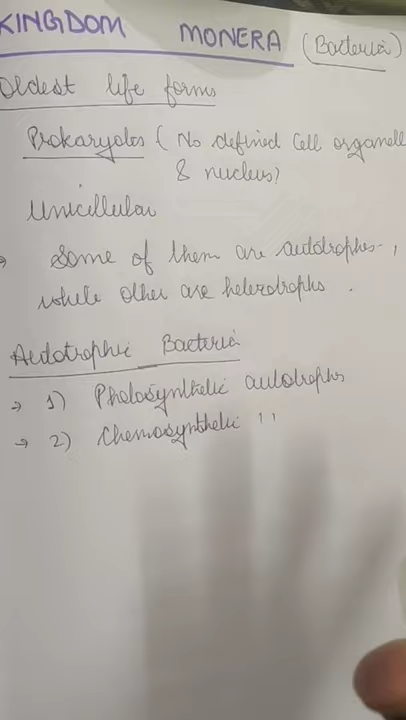 KINGDOM MONERA (Bacteria)
Oldest life forms
Prokaryotes ( No defined cell organell
& nucleus)
Unicellular
Some of them are autotrophs,
while other are heterotrophs .
Autotrophic Bacteria
→ 1) Photosynthetic autotrophs
→ 2) Chemosynthetic ''